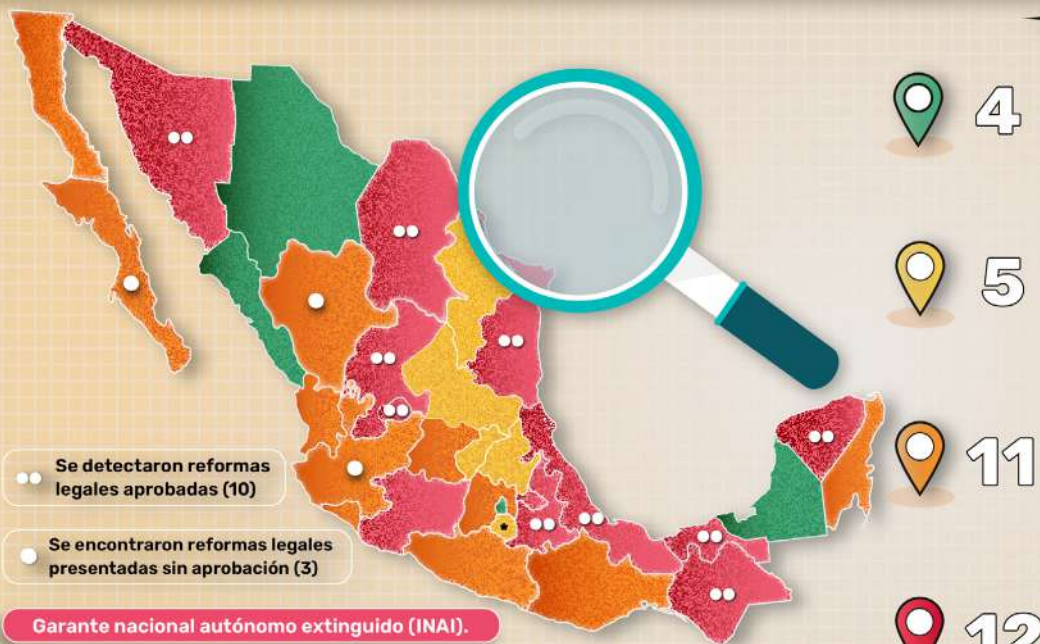 4
5
11
12
Se detectaron reformas
legales aprobadas (10)
Se encontraron reformas legales
presentadas sin aprobación (3)
Garante nacional autónomo extinguido (INAI).